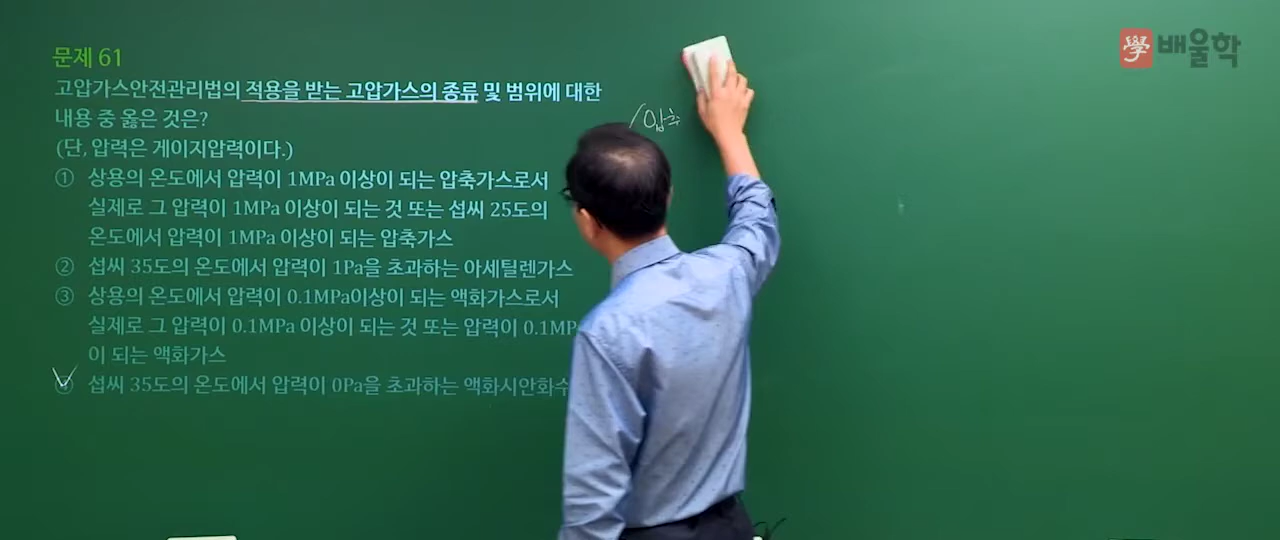 문제 61
고압가스안전관리법의 적용을 받는 고압가스의 종류 및 범위에 대한
내용 중 옳은 것은?
(단, 압력은 게이지압력이다.)
① 상용의 온도에서 압력이 1MPa 이상이 되는 압축가스로서
실제로 그 압력이 1MPa 이상이 되는 것 또는 섭씨 25도의
온도에서 압력이 1MPa 이상이 되는 압축가스
② 섭씨 35도의 온도에서 압력이 1Pa을 초과하는 아세틸렌가스
③ 상용의 온도에서 압력이 0.1MPa이상이 되는 액화가스로서
실제로 그 압력이 0.1MPa 이상이 되는 것 또는 압력이 0.1MP
이 되는 액화가스
④ 섭씨 35도의 온도에서 압력이 0Pa을 초과하는 액화시안화수
압축
學 배울학